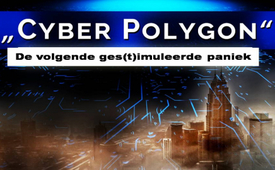 „CYBER POLYGON“
De volgende ges(t)imuleerde paniek